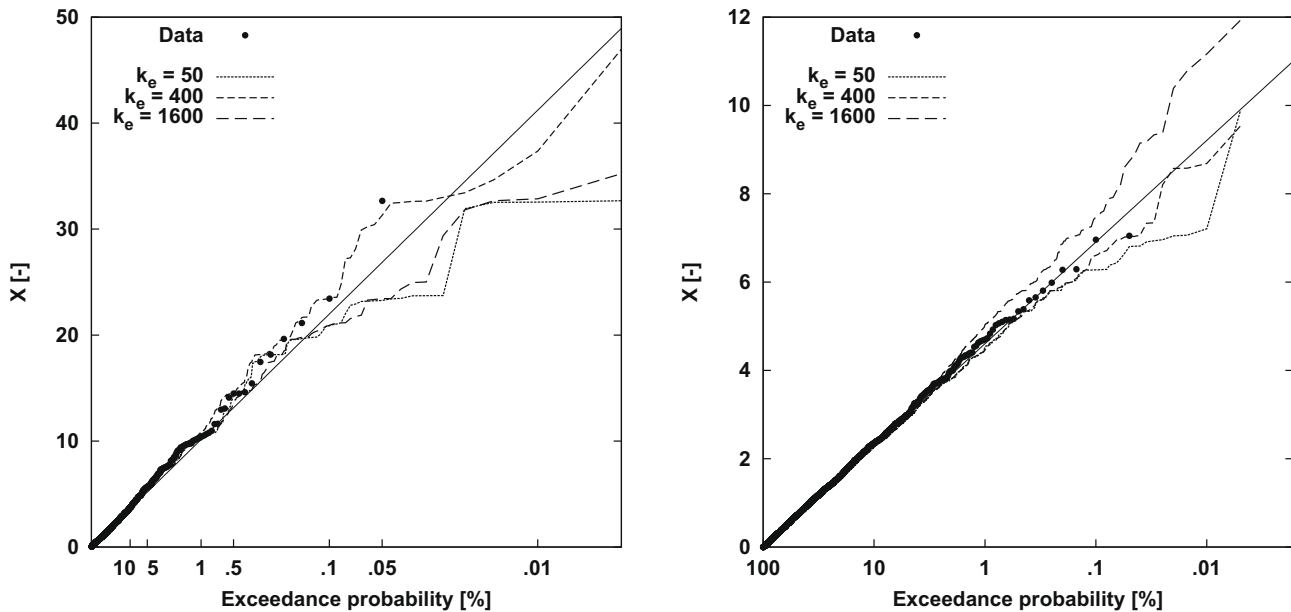 50
40
30
20
10
0
X [-]
Data
k_e = 50
k_e = 400
k_e = 1600
10 5 1 .5 .1 .05 .01
Exceedance probability [%]
12
10
8
6
4
2
0
X [-]
Data
k_e = 50
k_e = 400
k_e = 1600
100 10 1 .1 .01
Exceedance probability [%]